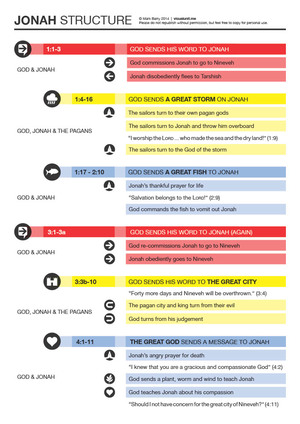 JONAH STRUCTURE
© Mark Barry 2014 | visualunit.me
Please do not republish without permission, but feel free to copy for personal use.
1:1-3 GOD SENDS HIS WORD TO JONAH
God commissions Jonah to go to Nineveh
GOD & JONAH
Jonah disobediently flees to Tarshish
1:4-16 GOD SENDS A GREAT STORM ON JONAH
The sailors turn to their own pagan gods
The sailors turn to Jonah and throw him overboard
GOD, JONAH & THE PAGANS
"I worship the LORD ... who made the sea and the dry land!" (1:9)
The sailors turn to the God of the storm
1:17 - 2:10 GOD SENDS A GREAT FISH TO JONAH
Jonah's thankful prayer for life
GOD & JONAH
"Salvation belongs to the LORD!" (2:9)
God commands the fish to vomit out Jonah
3:1-3a GOD SENDS HIS WORD TO JONAH (AGAIN)
God re-commissions Jonah to go to Nineveh
GOD & JONAH
Jonah obediently goes to Nineveh
3:3b-10 GOD SENDS HIS WORD TO THE GREAT CITY
"Forty more days and Nineveh will be overthrown." (3:4)
The pagan city and king turn from their evil
GOD, JONAH & THE PAGANS
God turns from his judgement
4:1-11 THE GREAT GOD SENDS A MESSAGE TO JONAH
Jonah's angry prayer for death
"I knew that you are a gracious and compassionate God" (4:2)
GOD & JONAH
God sends a plant, worm and wind to teach Jonah
God teaches Jonah about his compassion
"Should I not have concern for the great city of Nineveh?" (4:11)